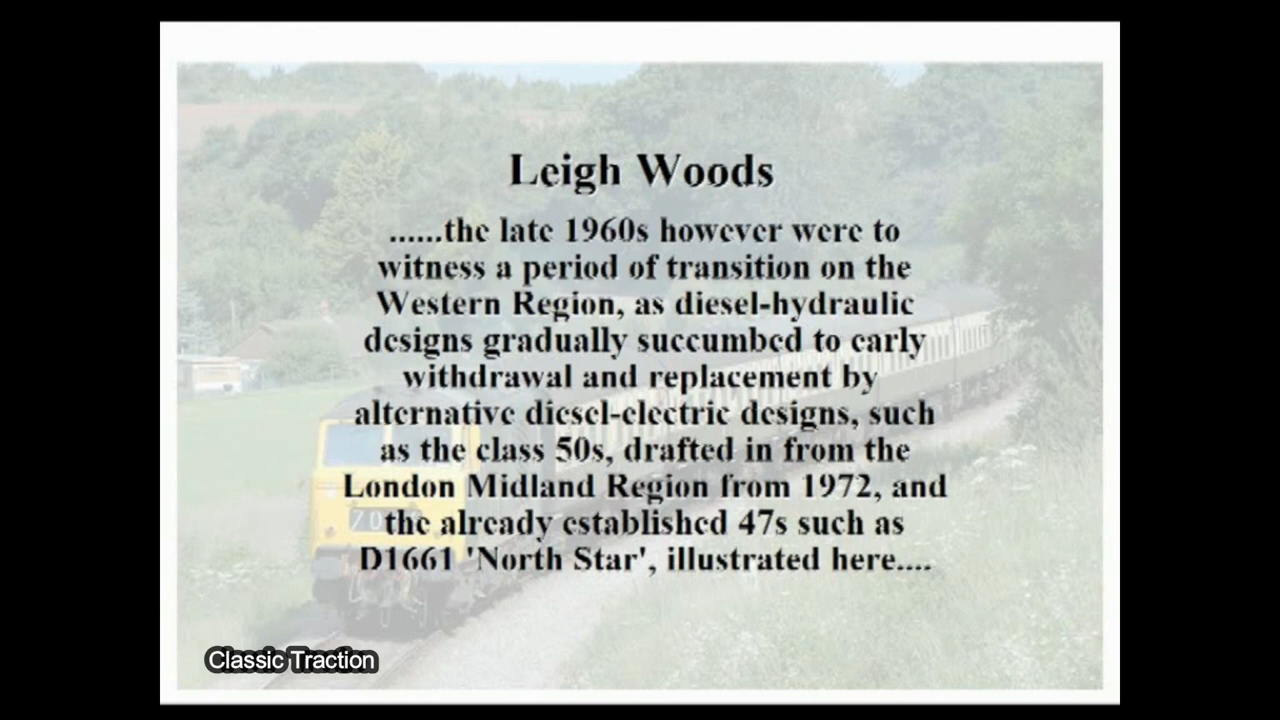 Leigh Woods
......the late 1960s however were to
witness a period of transition on the
Western Region, as diesel-hydraulic
designs gradually succumbed to early
withdrawal and replacement by
alternative diesel-electric designs, such
as the class 50s, drafted in from the
London Midland Region from 1972, and
the already established 47s such as
D1661 'North Star', illustrated here....
Classic Traction